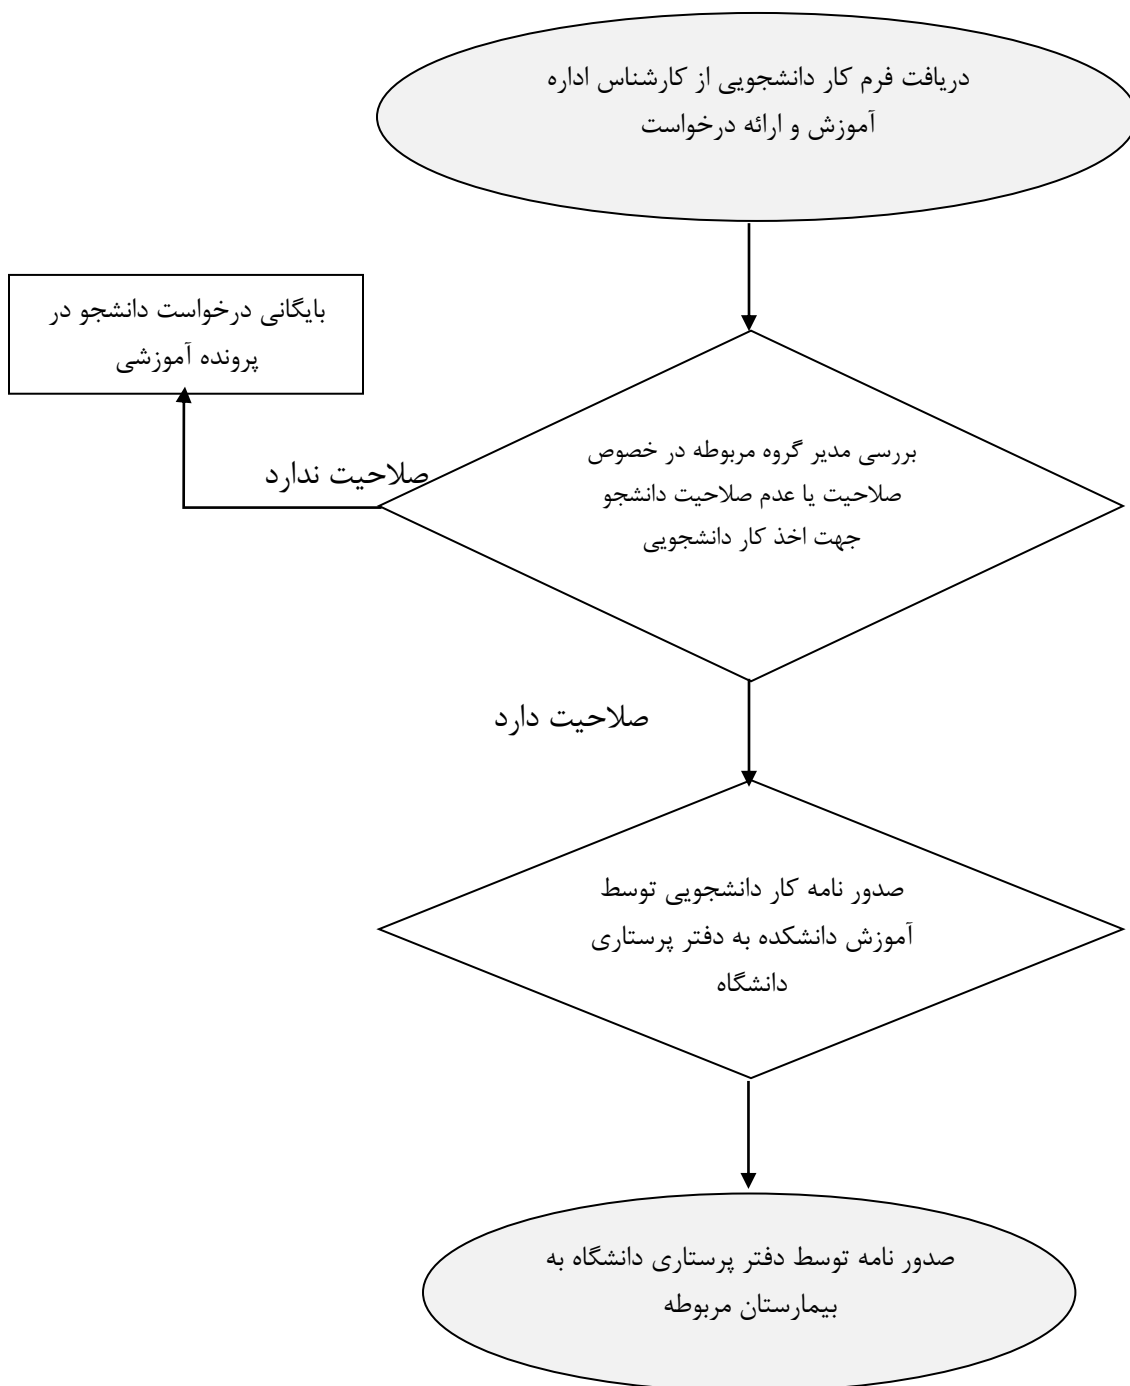 دریافت فرم کار دانشجویی از کارشناس اداره
آموزش و ارائه درخواست
بایگانی درخواست دانشجو در
پرونده آموزشی
بررسی مدیر گروه مربوطه در خصوص
صلاحیت یا عدم صلاحیت دانشجو
جهت اخذ کار دانشجویی
صلاحیت ندارد
صلاحیت دارد
صدور نامه کار دانشجویی توسط
آموزش دانشکده به دفتر پرستاری
دانشگاه
صدور نامه توسط دفتر پرستاری دانشگاه به
بیمارستان مربوطه